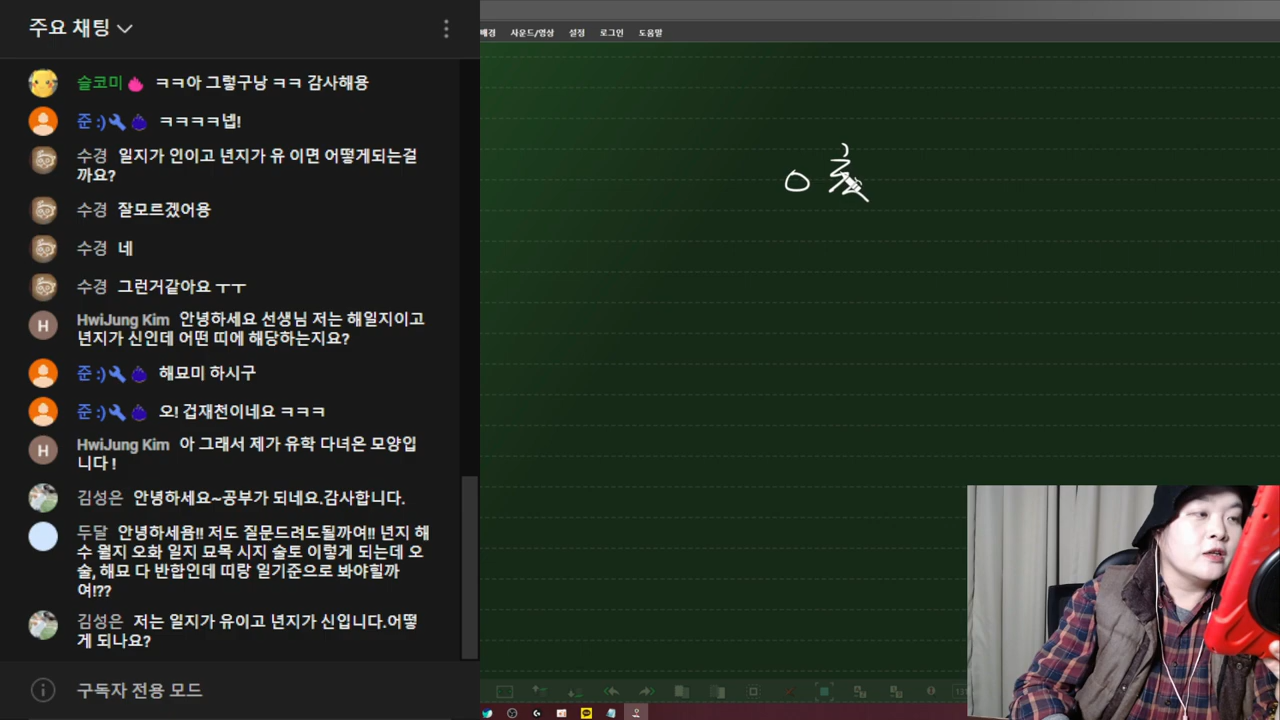 주요 채팅
배경 사운드/영상 설정 로그인 도움말
슬코미 ㅋㅋ아 그렇구낭 ㅋㅋ 감사해용
준 :) ㅋㅋㅋㅋ넵!
수경 일지가 인이고 년지가 유 이면 어떻게되는걸
까요?
수경 잘모르겠어용
수경 네
수경 그런거같아요 ㅜㅜ
H HwiJung Kim 안녕하세요 선생님 저는 해일지이고
년지가 신인데 어떤 띠에 해당하는지요?
준 :) 해묘미 하시구
준 :) 오! 겁재천이네요 ㅋㅋㅋ
H HwiJung Kim 아 그래서 제가 유학 다녀온 모양입
니다 !
김성은 안녕하세요~공부가 되네요.감사합니다.
두달 안녕하세욤!! 저도 질문드려도될까여!! 년지 해
수 월지 오화 일지 묘목 시지 술토 이렇게 되는데 오
술, 해묘 다 반합인데 띠랑 일기준으로 봐야힐까
여!??
김성은 저는 일지가 유이고 년지가 신입니다.어떻
게 되나요?
구독자 전용 모드
亥